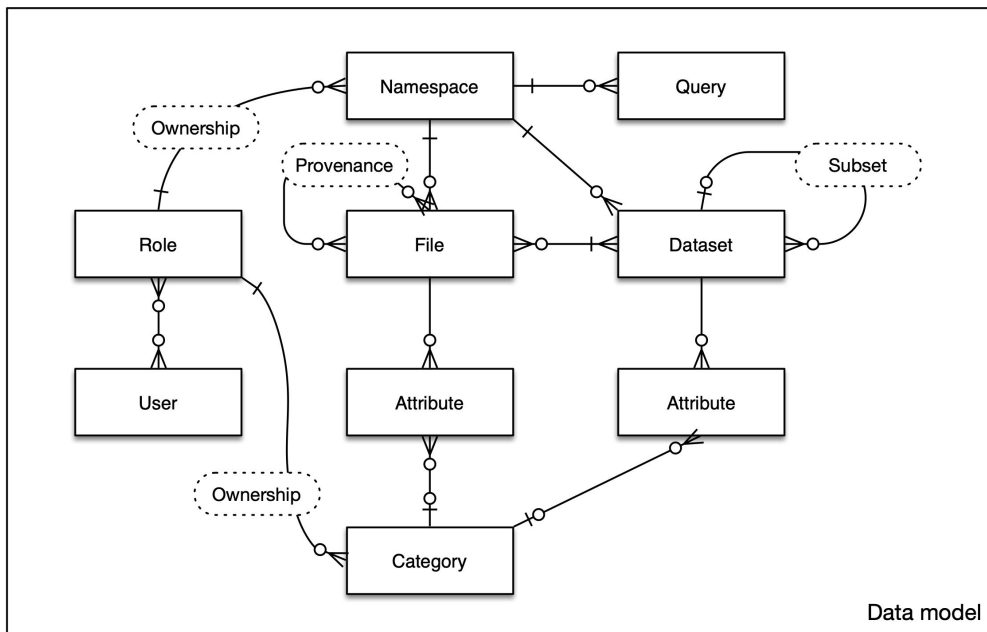 Namespace
Query
Ownership
Provenance
Subset
Role
File
Dataset
User
Attribute
Attribute
Ownership
Category
Data model